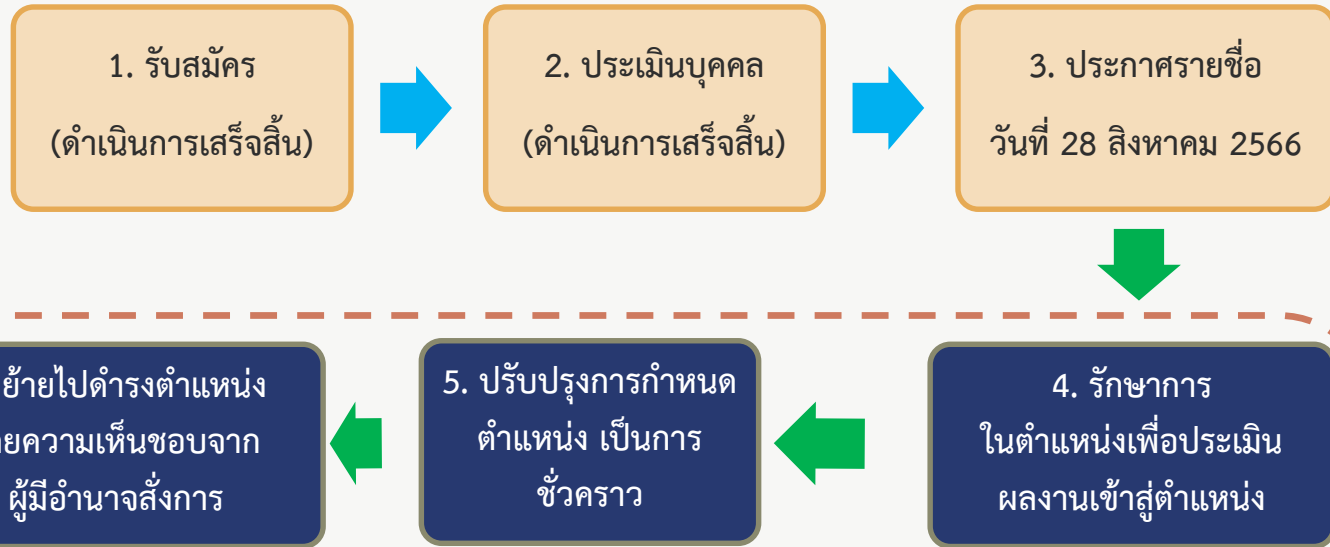 1. รับสมัคร
(ดำเนินการเสร็จสิ้น)
2. ประเมินบุคคล
(ดำเนินการเสร็จสิ้น)
3. ประกาศรายชื่อ
วันที่ 28 สิงหาคม 2566
4. รักษาการ
ในตำแหน่งเพื่อประเมิน
ผลงานเข้าสู่ตำแหน่ง
5. ปรับปรุงการกำหนด
ตำแหน่ง เป็นการ
ชั่วคราว
ย้ายไปดำรงตำแหน่ง
ความเห็นชอบจาก
ผู้มีอำนาจสั่งการ